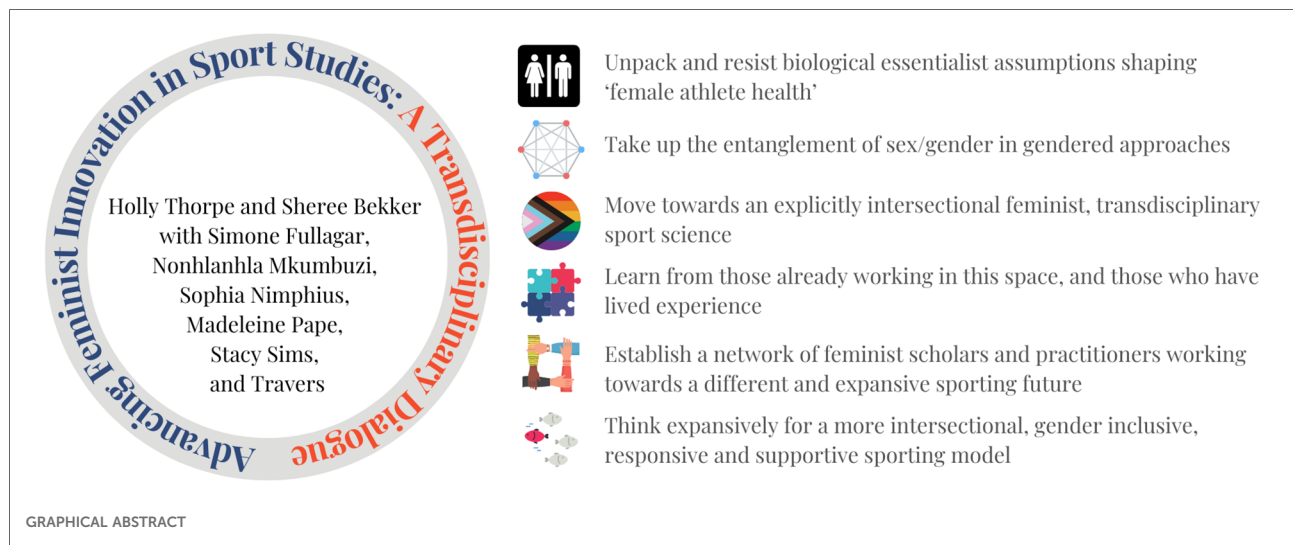 Advancing Feminist Innovation in Sport Studies: A Transdisciplinary Dialogue
Holly Thorpe and Sheree Bekker
with Simone Fullagar,
Nonhlanhla Mkumbuzi,
Sophia Nimphius,
Madeleine Pape,
Stacy Sims,
and Travers
Unpack and resist biological essentialist assumptions shaping
‘female athlete health’
Take up the entanglement of sex/gender in gendered approaches
Move towards an explicitly intersectional feminist, transdisciplinary
sport science
Learn from those already working in this space, and those who have
lived experience
Establish a network of feminist scholars and practitioners working
towards a different and expansive sporting future
Think expansively for a more intersectional, gender inclusive,
responsive and supportive sporting model
GRAPHICAL ABSTRACT